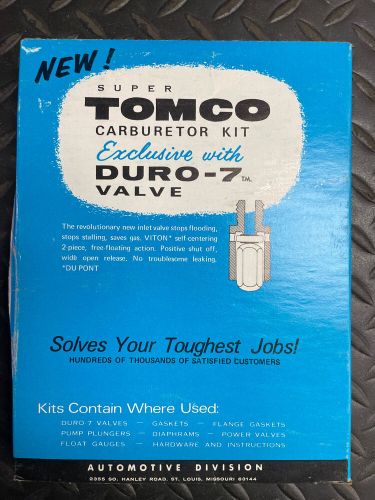 NEW!
SUPER
TOMCO
CARBURETOR KIT
Exclusive with
DURO-7 TM.
VALVE
The revolutionary new inlet valve stops flooding,
stops stalling, saves gas. VITON* self-centering
2-piece, free-floating action. Positive shut off,
wide open release. No troublesome leaking.
*DU PONT
Solves Your Toughest Jobs!
HUNDREDS OF THOUSANDS OF SATISFIED CUSTOMERS
Kits Contain Where Used:
DURO 7 VALVES — GASKETS — FLANGE GASKETS
PUMP PLUNGERS — DIAPHRAMS — POWER VALVES
FLOAT GAUGES — HARDWARE AND INSTRUCTIONS
AUTOMOTIVE DIVISION
2355 SO. HANLEY ROAD, ST. LOUIS, MISSOURI 63144